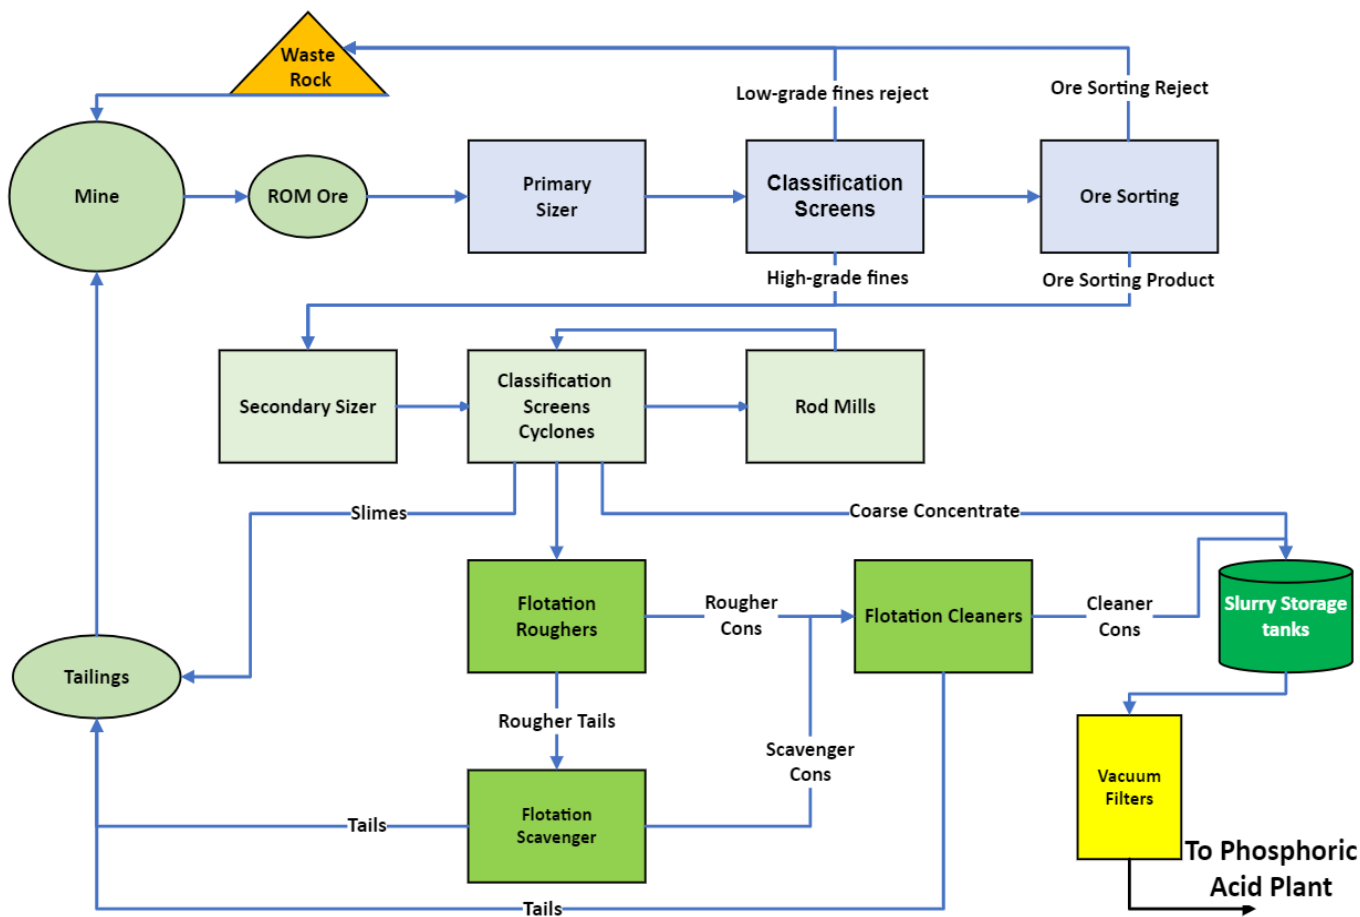 Waste
Rock
Low-grade fines reject
Ore Sorting Reject
Mine
ROM Ore
Primary
Sizer
Classification
Screens
Ore Sorting
High-grade fines
Ore Sorting Product
Secondary Sizer
Classification
Screens
Cyclones
Rod Mills
Slimes
Coarse Concentrate
Flotation
Roughers
Rougher
Cons
Flotation Cleaners
Cleaner
Cons
Slurry Storage
tanks
Tailings
Rougher Tails
Scavenger
Cons
Vacuum
Filters
Flotation
Scavenger
Tails
To Phosphoric
Acid Plant
Tails